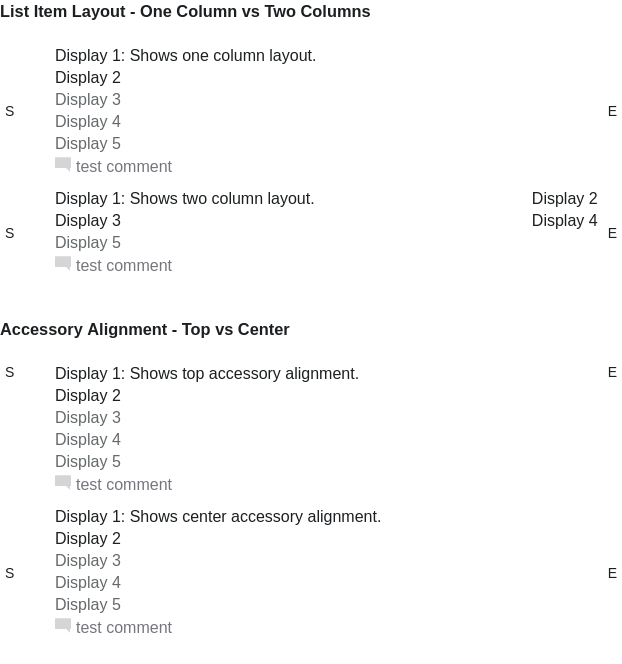 List Item Layout - One Column vs Two Columns
Display 1: Shows one column layout.
Display 2
Display 3
S
E
Display 4
Display 5
test comment
Display 1: Shows two column layout.
Display 2
Display 3
Display 4
S
E
Display 5
test comment
Accessory Alignment - Top vs Center
S
Display 1: Shows top accessory alignment.
E
Display 2
Display 3
Display 4
Display 5
test comment
Display 1: Shows center accessory alignment.
Display 2
Display 3
S
E
Display 4
Display 5
test comment